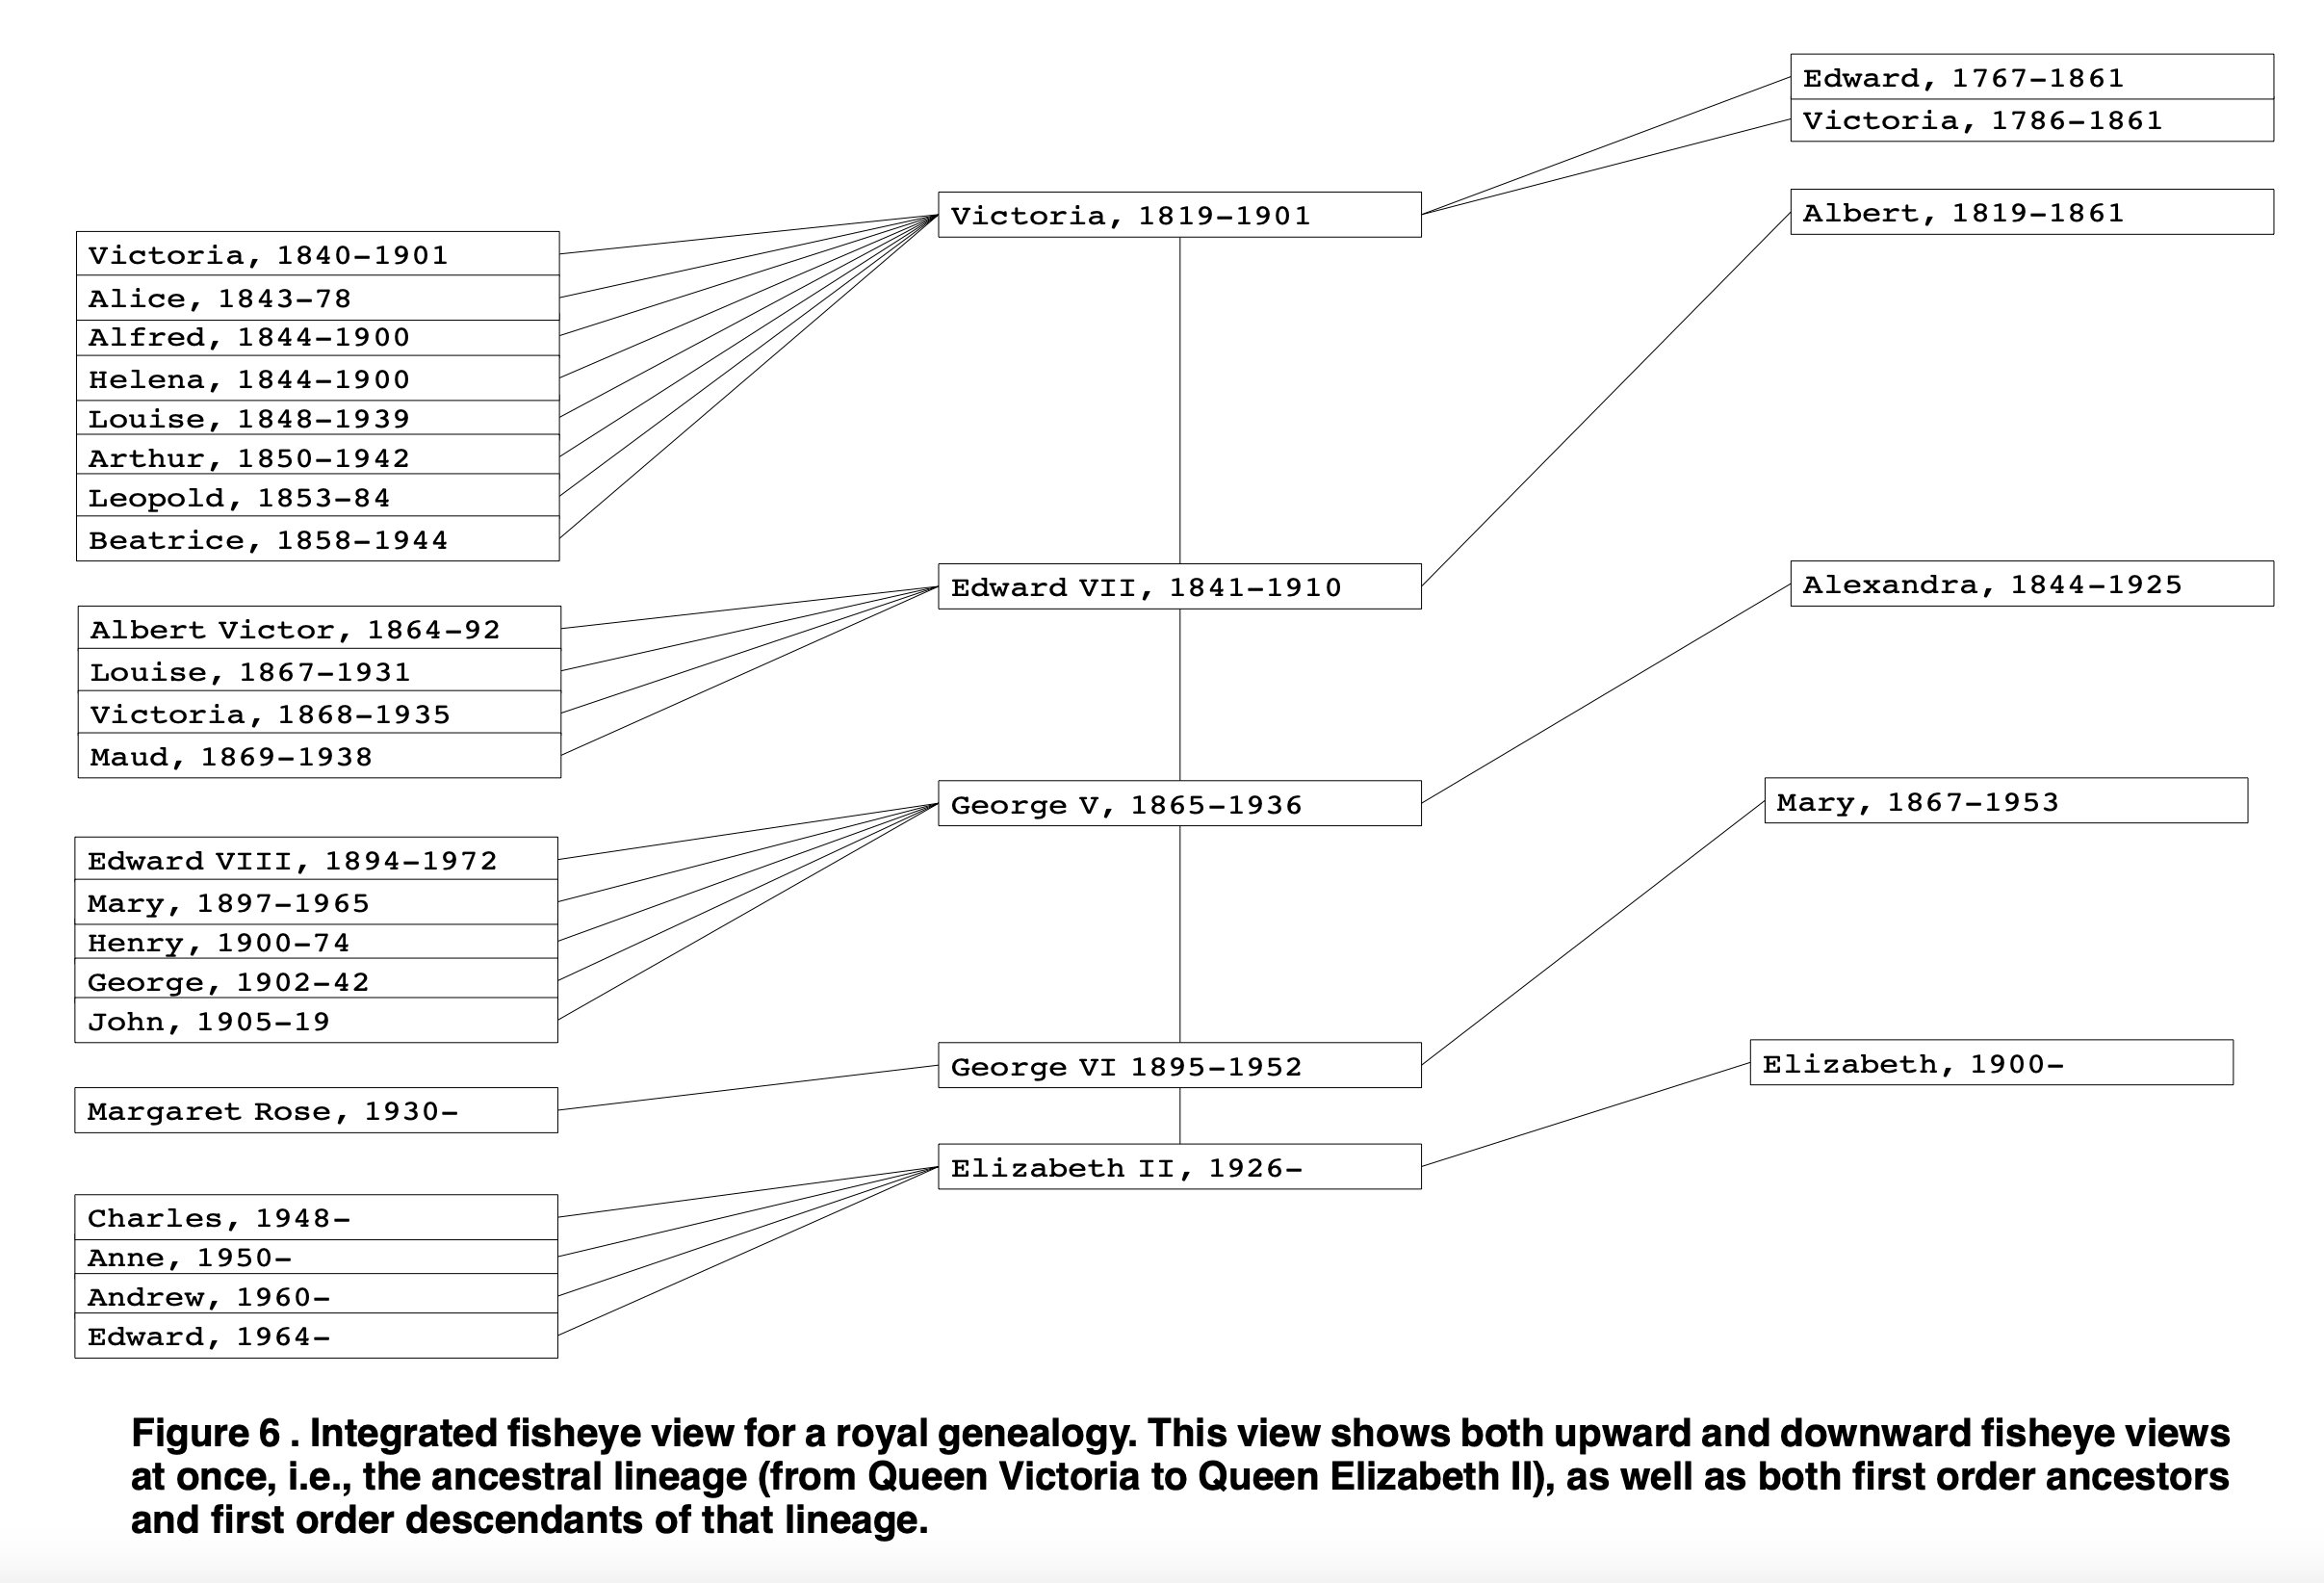 Edward, 1767-1861
Victoria, 1786-1861
Victoria, 1819-1901
Albert, 1819-1861
Victoria, 1840-1901
Alice, 1843-78
Alfred, 1844-1900
Helena, 1844-1900
Louise, 1848-1939
Arthur, 1850-1942
Leopold, 1853-84
Beatrice, 1858-1944
Edward VII, 1841-1910
Alexandra, 1844-1925
Albert Victor, 1864-92
Louise, 1867-1931
Victoria, 1868-1935
Maud, 1869-1938
George V, 1865-1936
Mary, 1867-1953
Edward VIII, 1894-1972
Mary, 1897-1965
Henry, 1900-74
George, 1902-42
John, 1905-19
George VI 1895-1952
Elizabeth, 1900-
Margaret Rose, 1930-
Elizabeth II, 1926-
Charles, 1948-
Anne, 1950-
Andrew, 1960-
Edward, 1964-
Figure 6 . Integrated fisheye view for a royal genealogy. This view shows both upward and downward fisheye views
at once, i.e., the ancestral lineage (from Queen Victoria to Queen Elizabeth II), as well as both first order ancestors
and first order descendants of that lineage.